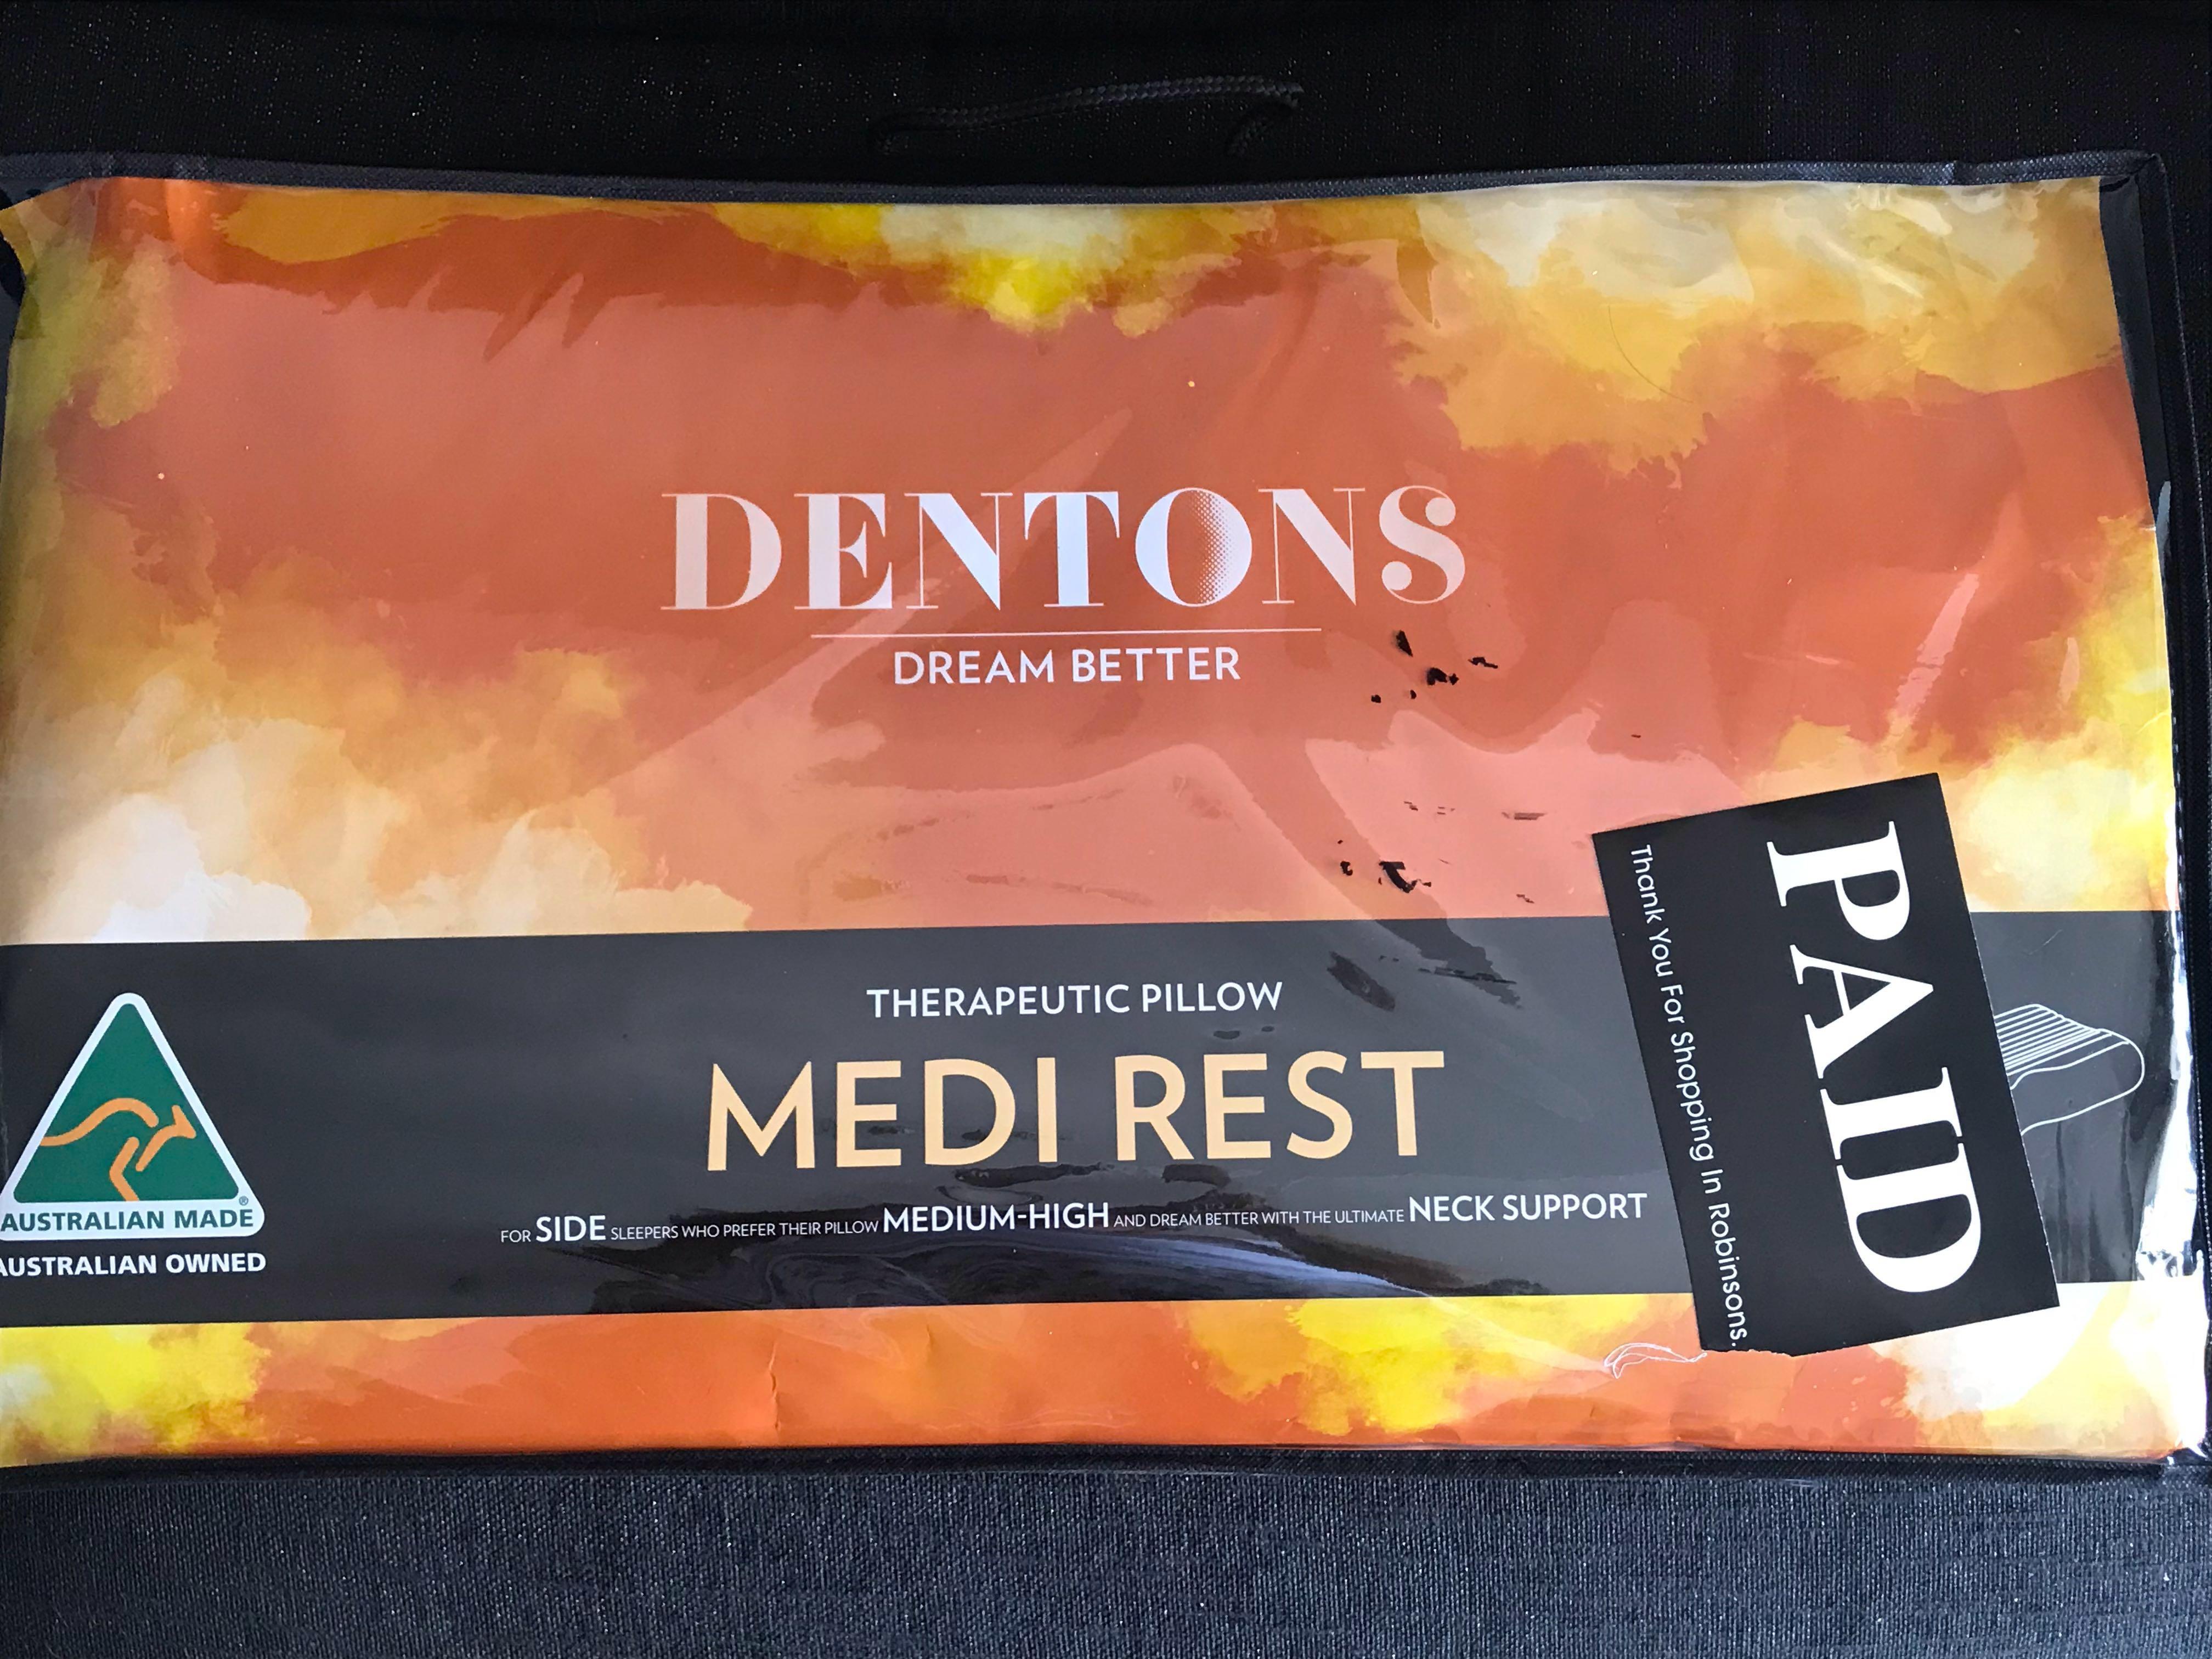 DENTONS
DREAM BETTER
THERAPEUTIC PILLOW
MEDI REST
FOR SIDE SLEEPERS WHO PREFER THEIR PILLOW MEDIUM-HIGH AND DREAM BETTER WITH THE ULTIMATE NECK SUPPORT
®
AUSTRALIAN MADE
AUSTRALIAN OWNED
PAID
Thank You For Shopping In Robinsons.